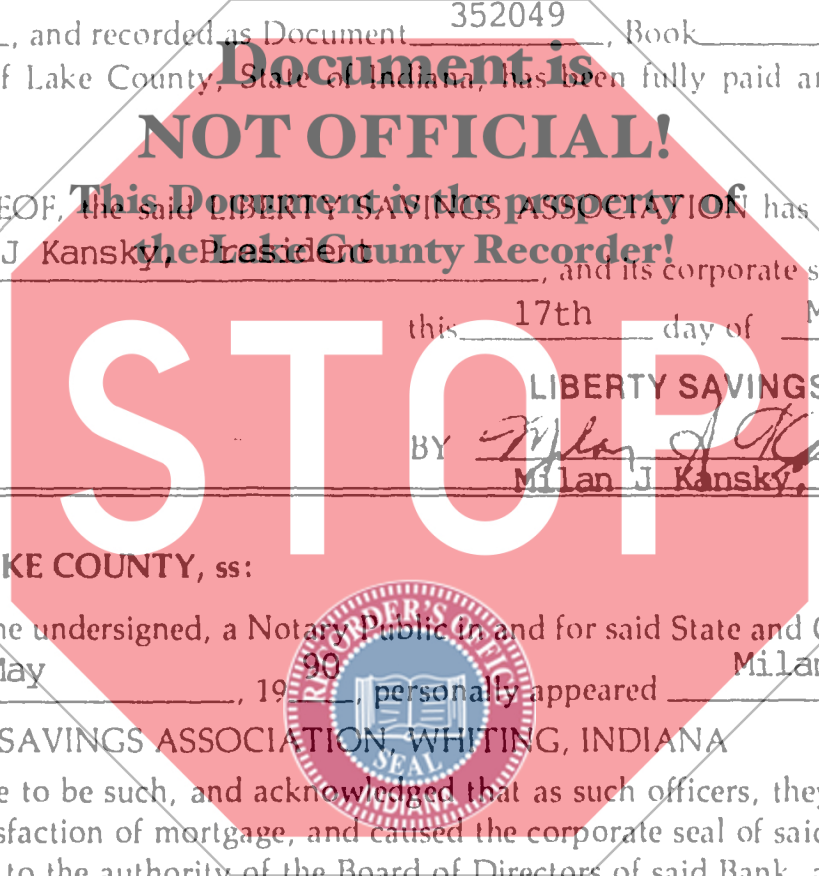 352049
, and recorded as Document , Book
Document is
f Lake County, State of Indiana, has been fully paid a
NOT OFFICIAL!
EOF, the said LIBERTY SAVINGS ASSOCIATION has
This Document is the property of
J Kansky, President
the Lake County Recorder!
, and its corporate s
this 17th day of M
STOP
LIBERTY SAVINGS
BY Milan J Ka
Milan J Kansky,
KE COUNTY, ss:
ne undersigned, a Notary Public in and for said State and C
May , 19 90 , personally appeared Milan
RECORDER'S OFFICE
SAVINGS ASSOCIATION, WHITING, INDIANA
SEAL
INDIANA
e to be such, and acknowledged that as such officers, they
sfaction of mortgage, and caused the corporate seal of said
to the authority of the Board of Directors of said Bank, a